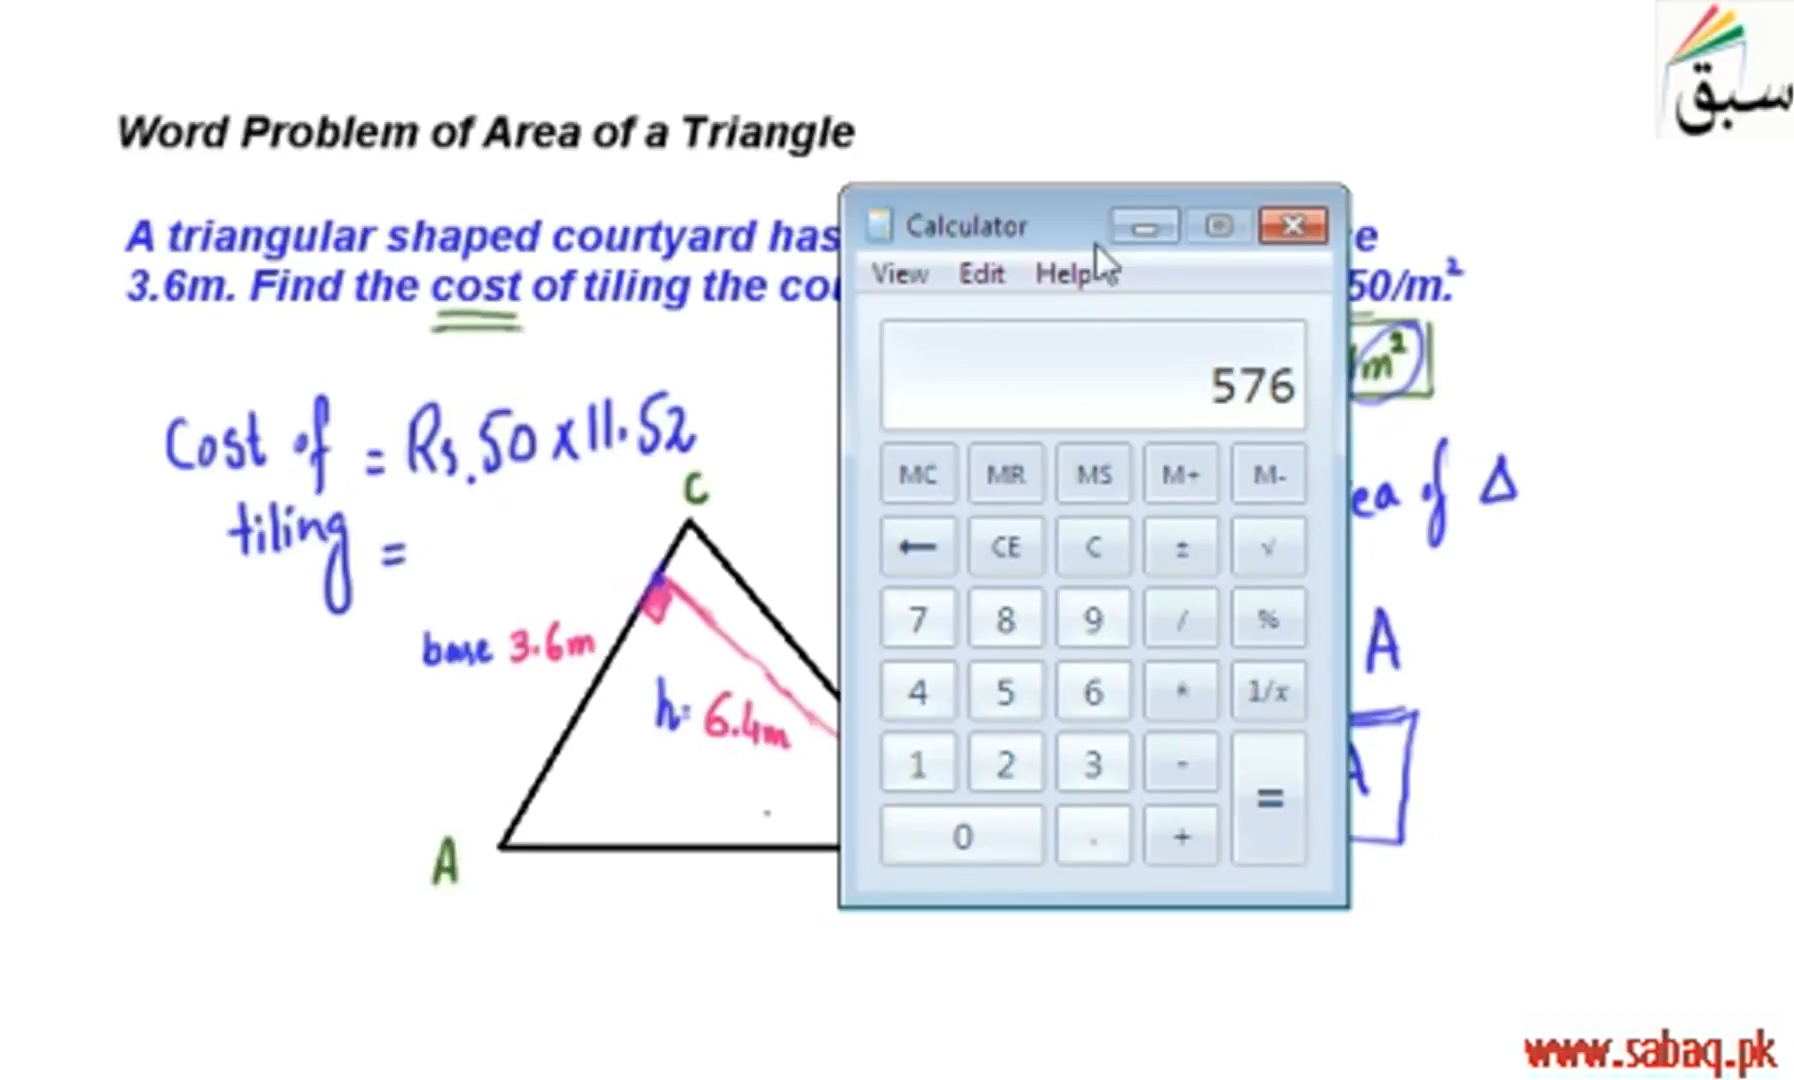 سبق
Word Problem of Area of a Triangle
A triangular shaped courtyard has
3.6m. Find the cost of tiling the 50/m.²
m²
Cost of = Rs.50×11.52
tiling =
ea of Δ
C
base 3.6m
h= 6.4m
A
A
A
Calculator
View Edit Help
576
MC MR MS M+ M-
← CE C ± √
7 8 9 / %
4 5 6 * 1/x
1 2 3 -
0 . + =
www.sabaq.pk